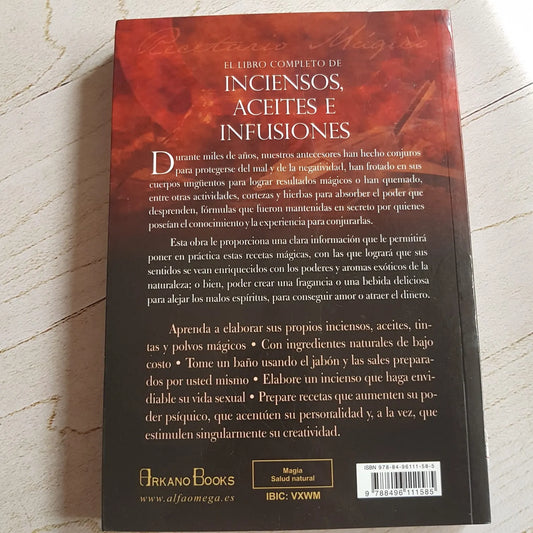 Recetario Mágico
EL LIBRO COMPLETO DE
INCIENSOS,
ACEITES E
INFUSIONES
Durante miles de años, nuestros antecesores han hecho conjuros
para protegerse del mal y de la negatividad, han frotado en sus
cuerpos ungüentos para lograr resultados mágicos o han quemado,
entre otras actividades, cortezas y hierbas para absorber el poder que
desprenden, fórmulas que fueron mantenidas en secreto por quienes
poseían el conocimiento y la experiencia para conjurarlas.
Esta obra le proporciona una clara información que le permitirá
poner en práctica estas recetas mágicas, con las que logrará que sus
sentidos se vean enriquecidos con los poderes y aromas exóticos de la
naturaleza; o bien, poder crear una fragancia o una bebida deliciosa
para alejar los malos espíritus, para conseguir amor o atraer el dinero.
Aprenda a elaborar sus propios inciensos, aceites, tin-
tas y polvos mágicos • Con ingredientes naturales de bajo
costo • Tome un baño usando el jabón y las sales prepara-
dos por usted mismo • Elabore un incienso que haga envi-
diable su vida sexual • Prepare recetas que aumenten su po-
der psíquico, que acentúen su personalidad y, a la vez, que
estimulen singularmente su creatividad.
ARKANO BOOKS
www.alfaomega.es
Magia
Salud natural
IBIC: VXWM
ISBN 978-84-96111-58-5
9 788496 111585